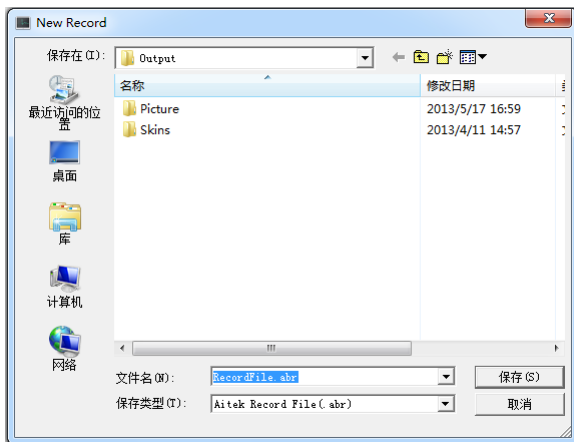 New Record
保存在(I):
Output
名称
修改日期
最近访问的位置
Picture
2013/5/17 16:59
Skins
2013/4/11 14:57
桌面
库
计算机
网络
文件名(N):
RecordFile.abr
保存(S)
保存类型(T):
Aitek Record File(.abr)
取消